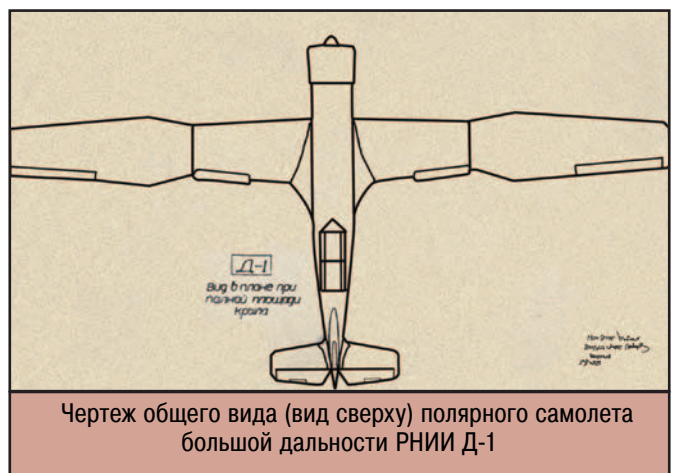 Д-1
Вид в плане при
полной площади
крыла
Чертеж общего вида (вид сверху) полярного самолета
большой дальности РНИИ Д-1